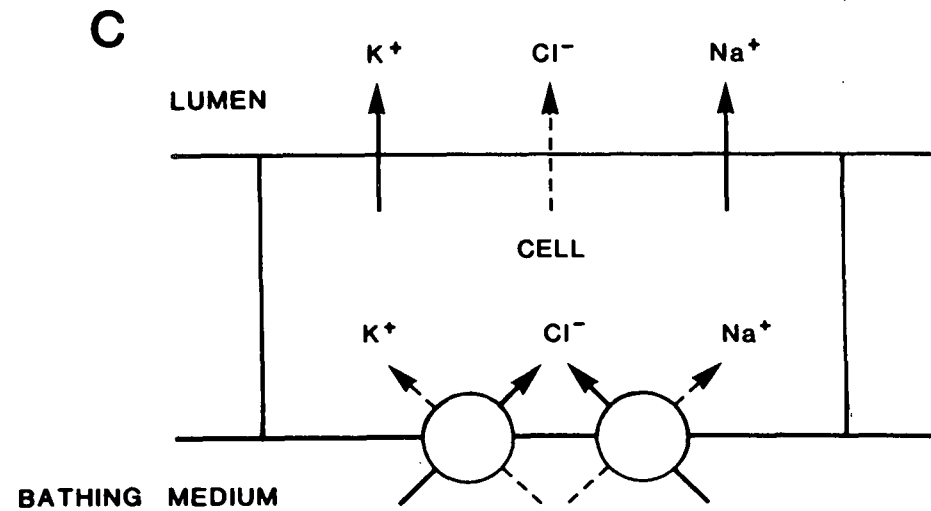 C
K⁺ Cl⁻ Na⁺
LUMEN
CELL
K⁺ Cl⁻ Na⁺
BATHING MEDIUM